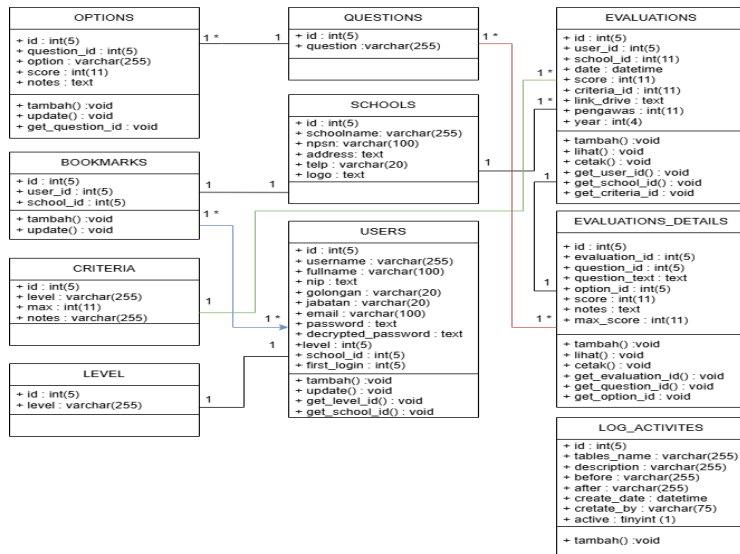 OPTIONS
+ id : int(5)
+ question_id : int(5)
+ option : varchar(255)
+ score : int(11)
+ notes : text
+ tambah() :void
+ update() : void
+ get_question_id : void
1 *
1
QUESTIONS
+ id : int(5)
+ question :varchar(255)
1 *
EVALUATIONS
+ id : int(5)
+ user_id : int(5)
+ school_id : int(11)
+ date : datetime
+ score : int(11)
+ criteria_id : int(11)
+ link_drive : text
+ pengawas : int(11)
+ year : int(4)
+ tambah() :void
+ lihat() : void
+ cetak() : void
+ get_user_id() : void
+ get_school_id() : void
+ get_criteria_id : void
1 *
1 *
1
SCHOOLS
+ id : int(5)
+ schoolname: varchar(255)
+ npsn: varchar(100)
+ address: text
+ telp : varchar(20)
+ logo : text
1
1
BOOKMARKS
+ id : int(5)
+ user_id : int(5)
+ school_id : int(5)
+ tambah() :void
+ update() : void
1
1 *
USERS
+ id : int(5)
+ username : varchar(255)
+ fullname : varchar(100)
+ nip : text
+ golongan : varchar(20)
+ jabatan : varchar(20)
+ email : varchar(100)
+ password : text
+ decrypted_password : text
+level : int(5)
+ school_id : int(5)
+ first_login : int(5)
+ tambah() : void
+ update() : void
+ get_level_id() : void
+ get_school_id() : void
1 *
1
CRITERIA
+ id : int(5)
+ level : varchar(255)
+ max : int(11)
+ notes : varchar(255)
1
LEVEL
+ id : int(5)
+ level : varchar(255)
1
EVALUATIONS_DETAILS
+ id : int(5)
+ evaluation_id : int(5)
+ question_id : int(5)
+ question_text : text
+ option_id : int(5)
+ score : int(11)
+ notes : text
+ max_score : int(11)
+ tambah() :void
+ lihat() : void
+ cetak() : void
+ get_evaluation_id() : void
+ get_question_id : void
+ get_option_id : void
1
1 *
LOG_ACTIVITES
+ id : int(5)
+ tables_name : varchar(255)
+ description : varchar(255)
+ before : varchar(255)
+ after : varchar(255)
+ create_date : datetime
+ cretate_by : varchar(75)
+ active : tinyint (1)
+ tambah() :void